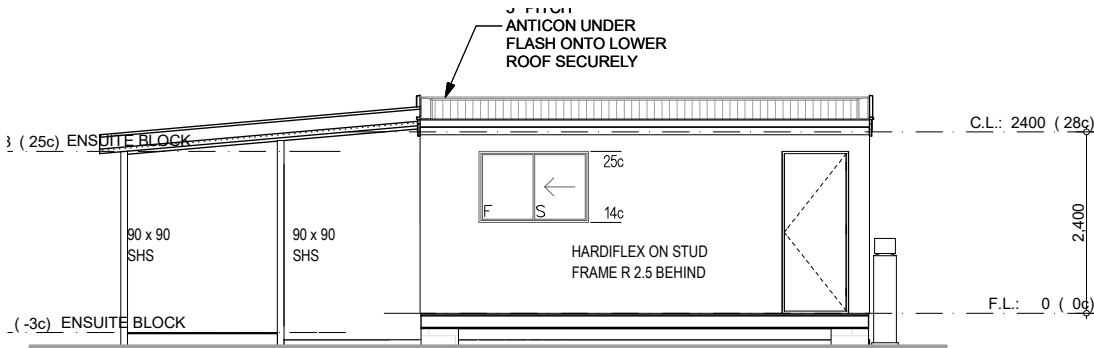 PITCH
ANTICON UNDER
FLASH ONTO LOWER
ROOF SECURELY
C.L.: 2400 ( 28c)
( 25c) ENSUITE BLOCK
25c
F S
14c
90 x 90
SHS
90 x 90
SHS
2,400
HARDIFLEX ON STUD
FRAME R 2.5 BEHIND
F.L.: 0 ( 0c)
( -3c) ENSUITE BLOCK